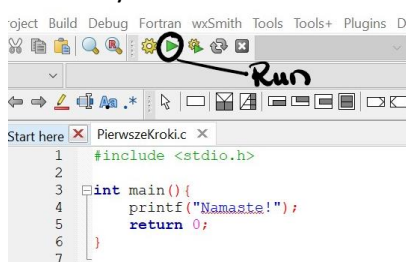 roject Build Debug Fortran wxSmith Tools Tools+ Plugins D
Run
Start here PierwszeKroki.c
1 #include <stdio.h>
2
3 int main(){
4 printf("Namaste!");
5 return 0;
6 }
7